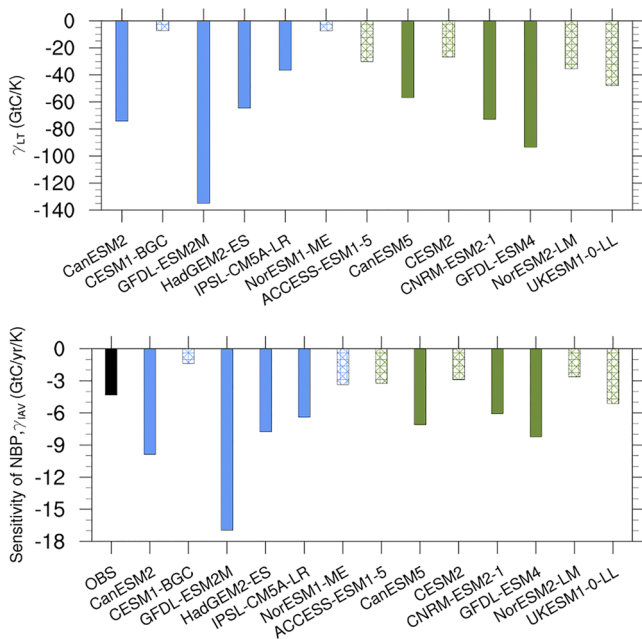 0
-20
-40
-60
-80
-100
-120
-140
γLT (GtC/K)
CanESM2
CESM1-BGC
GFDL-ESM2M
HadGEM2-ES
IPSL-CM5A-LR
NorESM1-ME
ACCESS-ESM1-5
CanESM5
CESM2
CNRM-ESM2-1
GFDL-ESM4
NorESM2-LM
UKESM1-0-LL
0
-3
-6
-9
-12
-15
-18
Sensitivity of NBP,γIAV (GtC/yr/K)
OBS
CanESM2
CESM1-BGC
GFDL-ESM2M
HadGEM2-ES
IPSL-CM5A-LR
NorESM1-ME
ACCESS-ESM1-5
CanESM5
CESM2
CNRM-ESM2-1
GFDL-ESM4
NorESM2-LM
UKESM1-0-LL